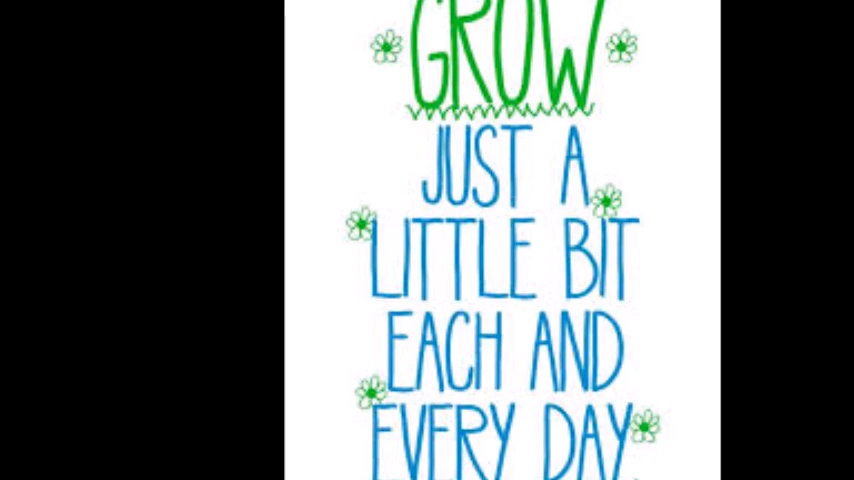 GROW
JUST A
LITTLE BIT
EACH AND
EVERY DAY